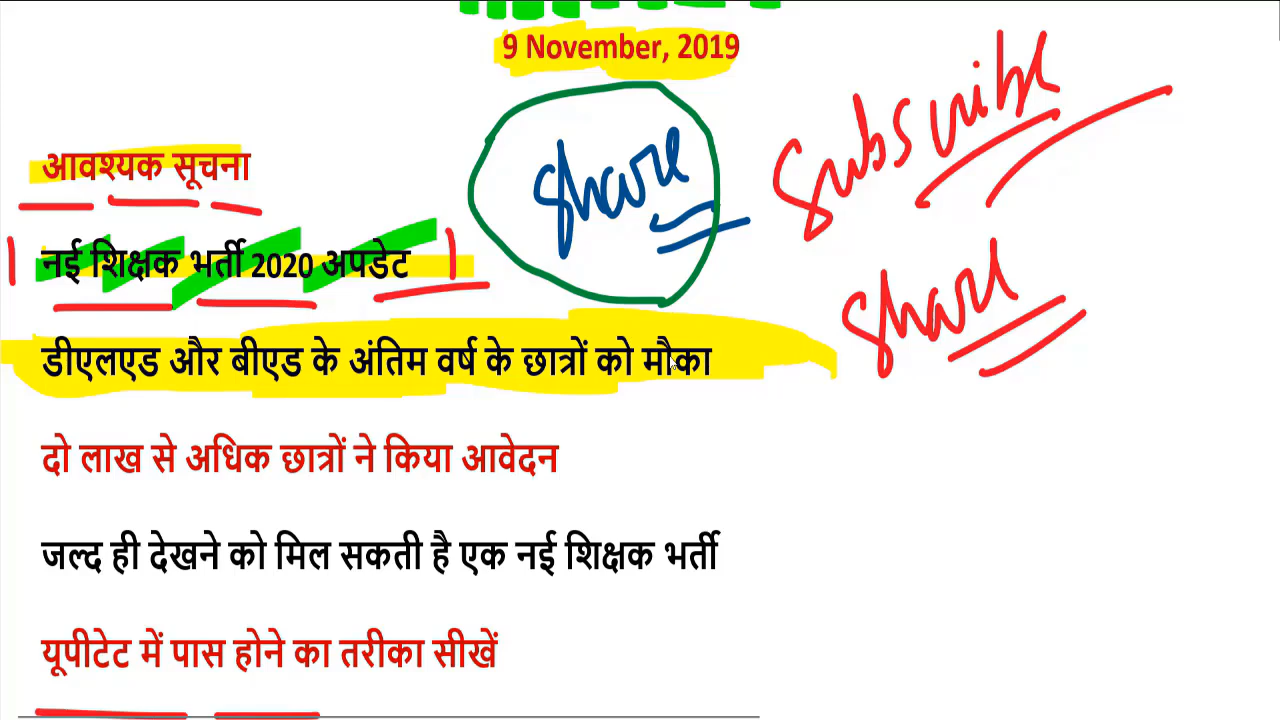 9 November, 2019
आवश्यक सूचना
share
Subscribe
share
नई शिक्षक भर्ती 2020 अपडेट
डीएलएड और बीएड के अंतिम वर्ष के छात्रों को मौका
दो लाख से अधिक छात्रों ने किया आवेदन
जल्द ही देखने को मिल सकती है एक नई शिक्षक भर्ती
यूपीटेट में पास होने का तरीका सीखें